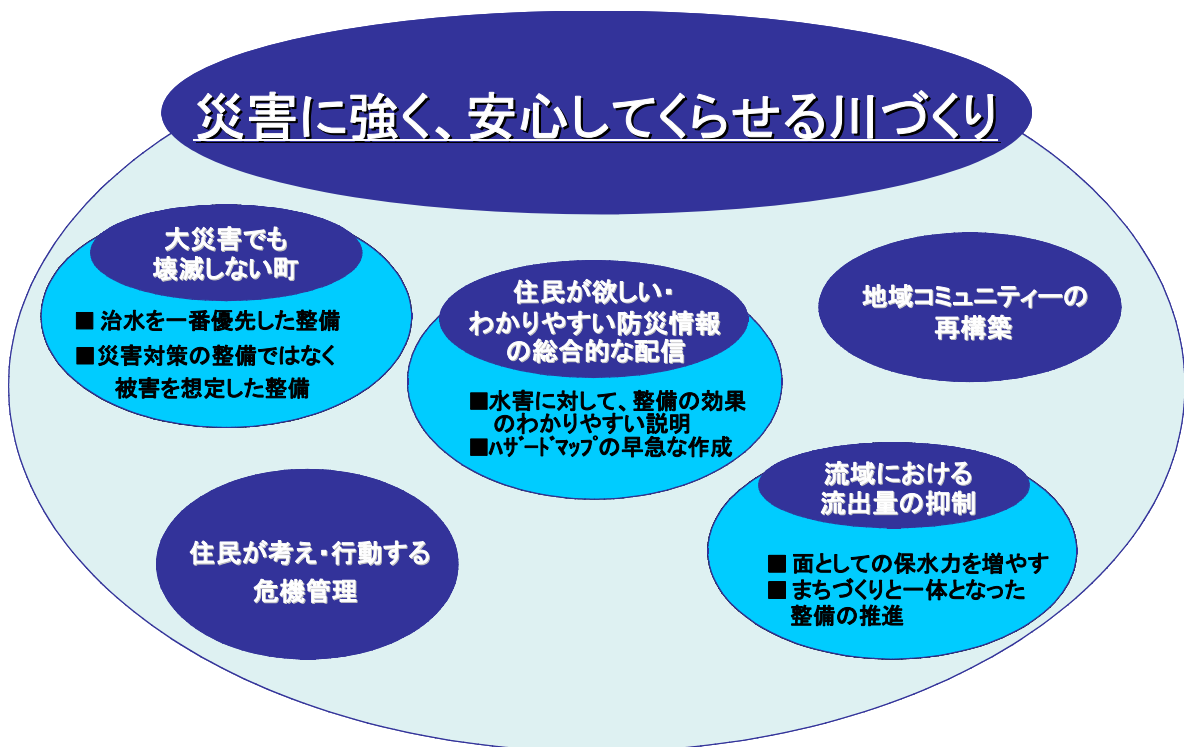 災害に強く、安心してくらせる川づくり
大災害でも
壊滅しない町
■ 治水を一番優先した整備
■災害対策の整備ではなく
被害を想定した整備
住民が欲しい・
わかりやすい防災情報
の総合的な配信
■水害に対して、整備の効果
のわかりやすい説明
■ﾊｻﾞｰﾄﾞﾏｯﾌﾟの早急な作成
地域コミュニティーの
再構築
住民が考え・行動する
危機管理
流域における
流出量の抑制
■ 面としての保水力を増やす
■ まちづくりと一体となった
整備の推進